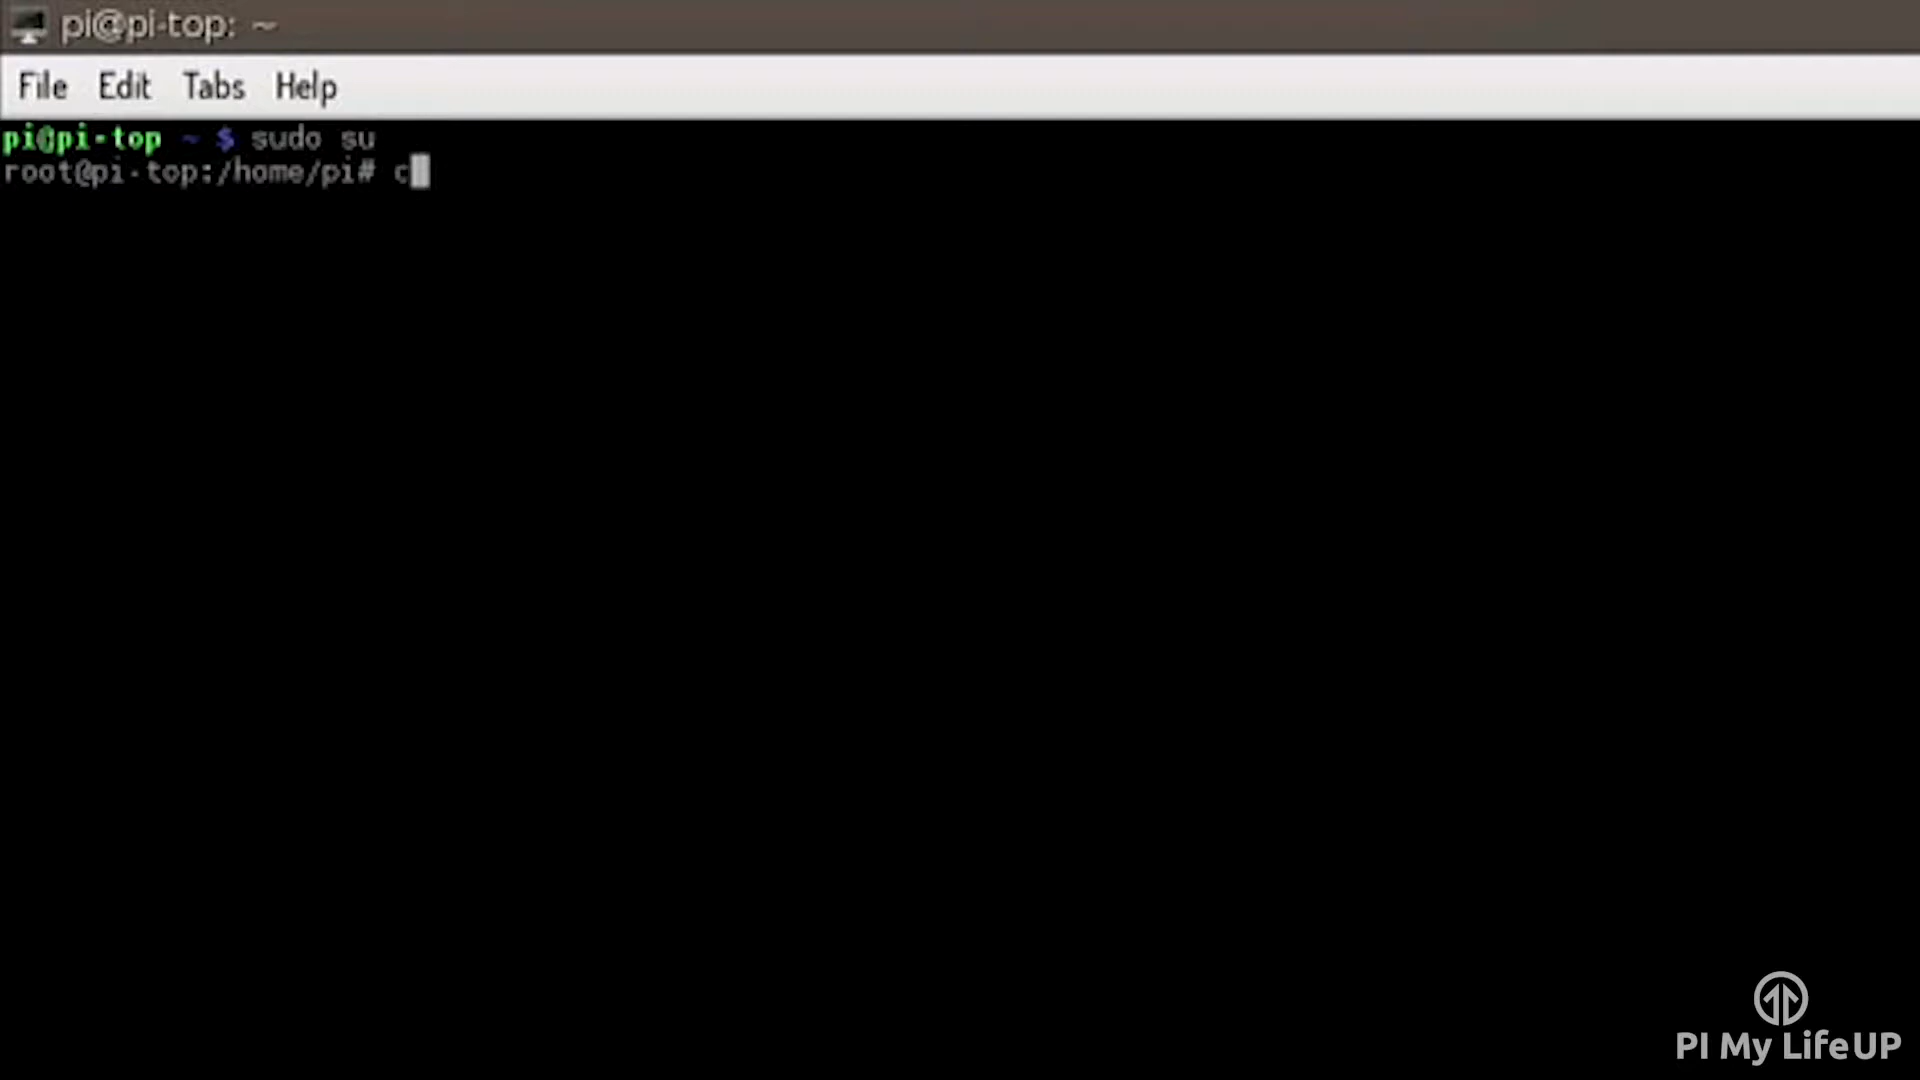 pi@pi-top: ~
File Edit Tabs Help
pi@pi-top ~ $ sudo su
root@pi-top:/home/pi# c
PI My LifeUP